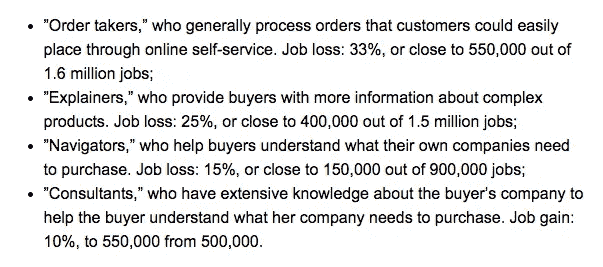 • ”Order takers,” who generally process orders that customers could easily
place through online self-service. Job loss: 33%, or close to 550,000 out of
1.6 million jobs;
• ”Explainers,” who provide buyers with more information about complex
products. Job loss: 25%, or close to 400,000 out of 1.5 million jobs;
• ”Navigators,” who help buyers understand what their own companies need
to purchase. Job loss: 15%, or close to 150,000 out of 900,000 jobs;
• ”Consultants,” who have extensive knowledge about the buyer's company to
help the buyer understand what her company needs to purchase. Job gain:
10%, to 550,000 from 500,000.